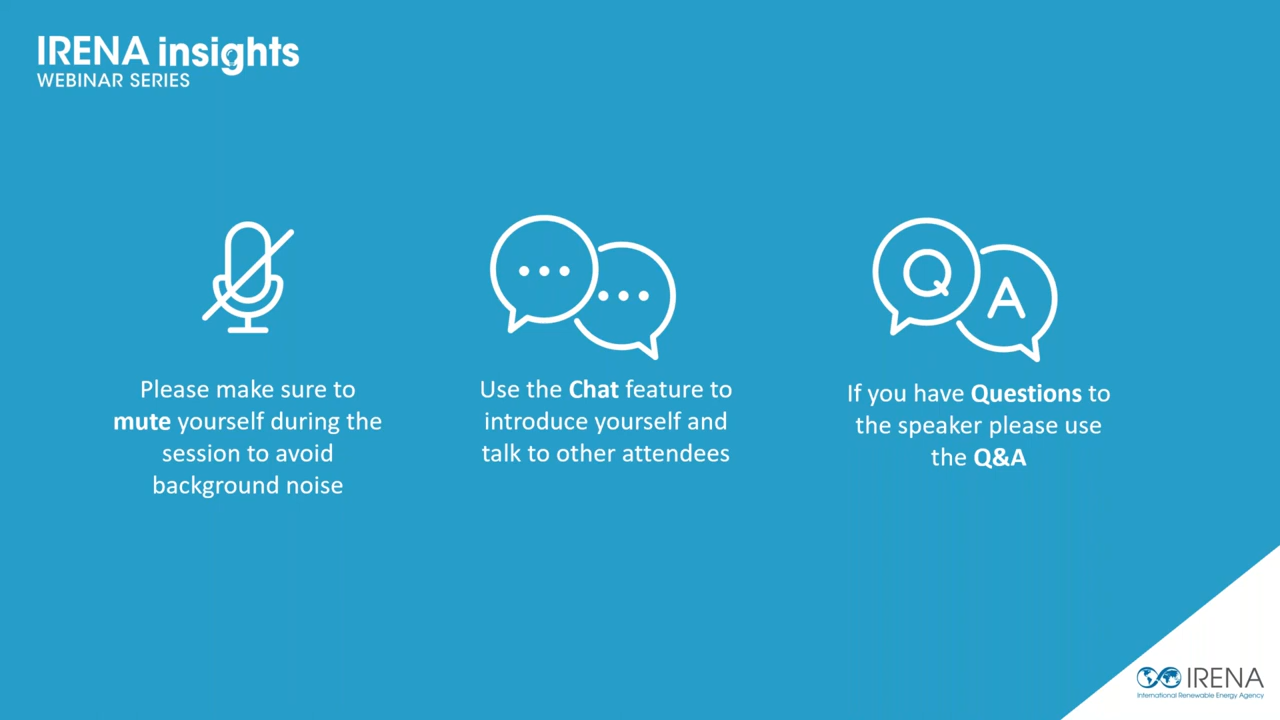 IRENA insights
WEBINAR SERIES
Q
A
Please make sure to
mute yourself during the
session to avoid
background noise
Use the Chat feature to
introduce yourself and
talk to other attendees
If you have Questions to
the speaker please use
the Q&A
IRENA
International Renewable Energy Agency